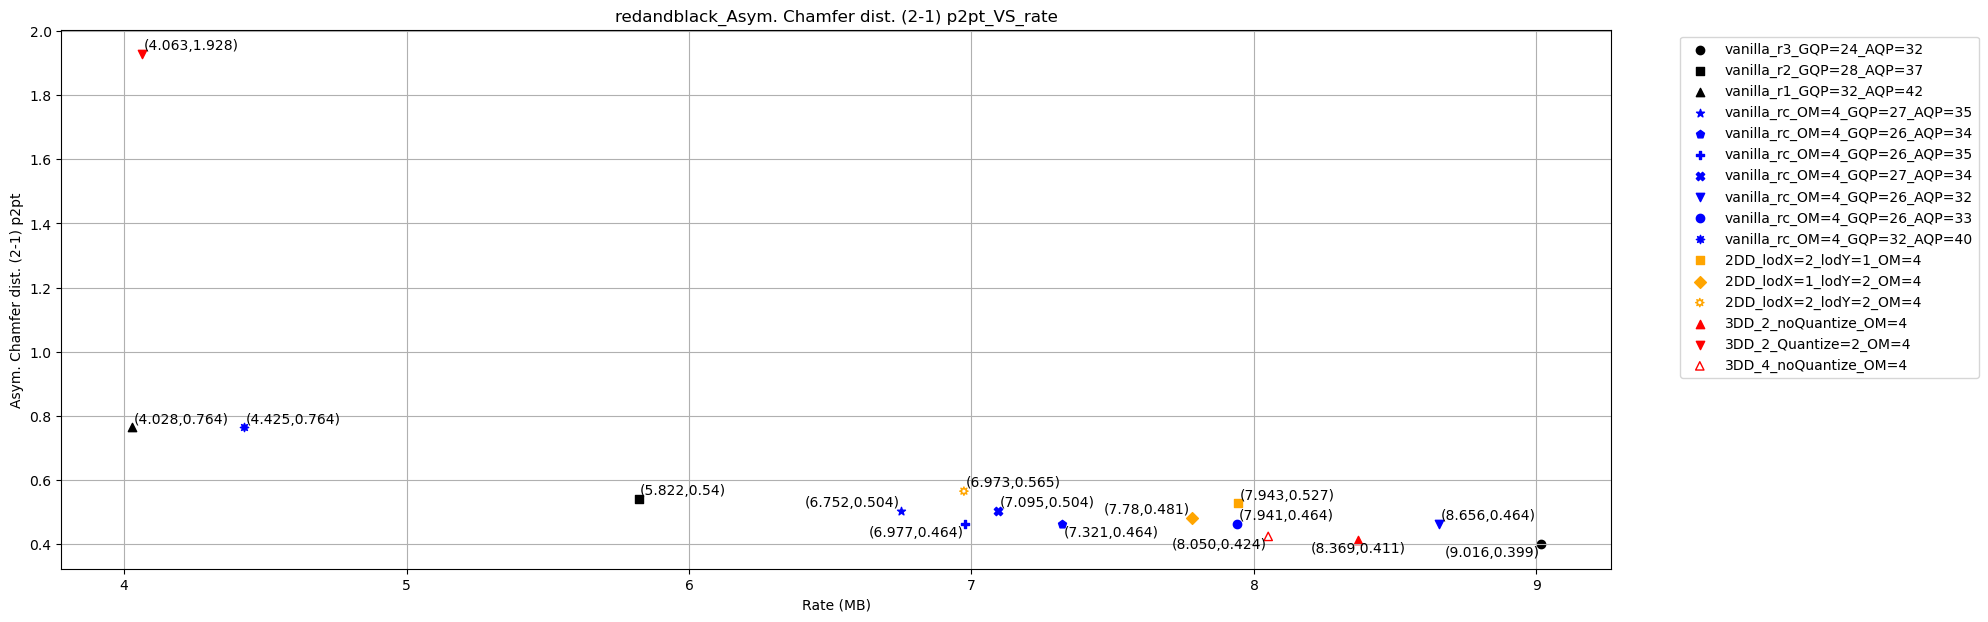 redandblack_Asym. Chamfer dist. (2-1) p2pt_VS_rate
Asym. Chamfer dist. (2-1) p2pt
2.0
1.8
1.6
1.4
1.2
1.0
0.8
0.6
0.4
(4.063,1.928)
(4.028,0.764)
(4.425,0.764)
(5.822,0.54)
(6.752,0.504)
(6.973,0.565)
(6.977,0.464)
(7.095,0.504)
(7.321,0.464)
(7.78,0.481)
(7.943,0.527)
(7.941,0.464)
(8.050,0.424)
(8.369,0.411)
(8.656,0.464)
(9.016,0.399)
4
5
6
7
8
9
Rate (MB)
vanilla_r3_GQP=24_AQP=32
vanilla_r2_GQP=28_AQP=37
vanilla_r1_GQP=32_AQP=42
vanilla_rc_OM=4_GQP=27_AQP=35
vanilla_rc_OM=4_GQP=26_AQP=34
vanilla_rc_OM=4_GQP=26_AQP=35
vanilla_rc_OM=4_GQP=27_AQP=34
vanilla_rc_OM=4_GQP=26_AQP=32
vanilla_rc_OM=4_GQP=26_AQP=33
vanilla_rc_OM=4_GQP=32_AQP=40
2DD_lodX=2_lodY=1_OM=4
2DD_lodX=1_lodY=2_OM=4
2DD_lodX=2_lodY=2_OM=4
3DD_2_noQuantize_OM=4
3DD_2_Quantize=2_OM=4
3DD_4_noQuantize_OM=4